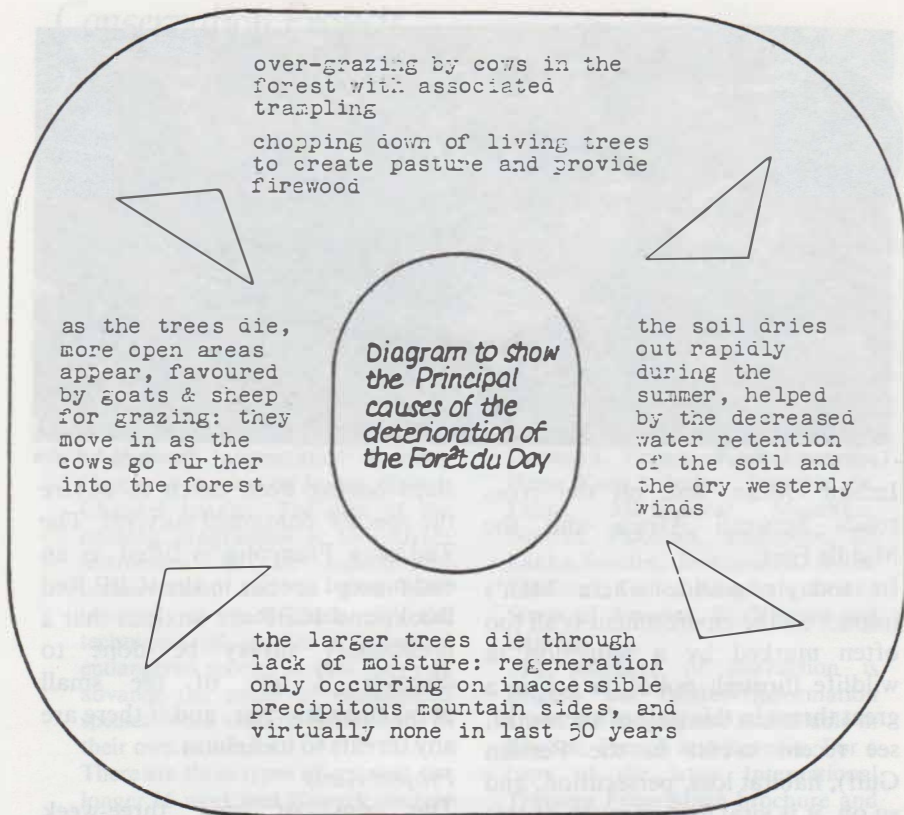 over-grazing by cows in the
forest with associated
trampling
chopping down of living trees
to create pasture and provide
firewood
the soil dries
out rapidly
during the
summer, helped
by the decreased
water retention
of the soil and
the dry westerly
winds
the larger trees die through
lack of moisture: regeneration
only occurring on inaccessible,
precipitous mountain sides, and
virtually none in last 50 years
as the trees die,
more open areas
appear, favoured
by goats & sheep
for grazing: they
move in as the
cows go further
into the forest
Diagram to show
the Principal
causes of the
deterioration of
the Forêt du Day